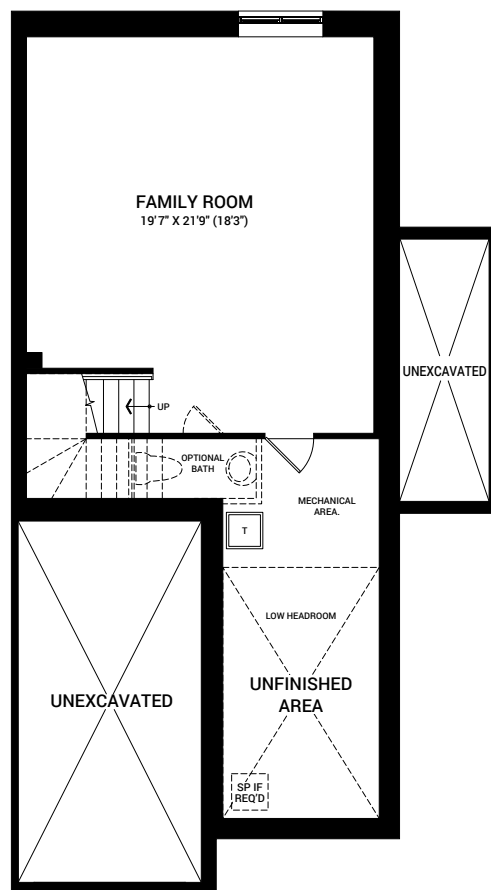 FAMILY ROOM
19'7" X 21'9" (18'3")
UNEXCAVATED
UP
OPTIONAL
BATH
MECHANICAL
AREA.
T
LOW HEADROOM
UNFINISHED
AREA
UNEXCAVATED
SP IF
REQ'D